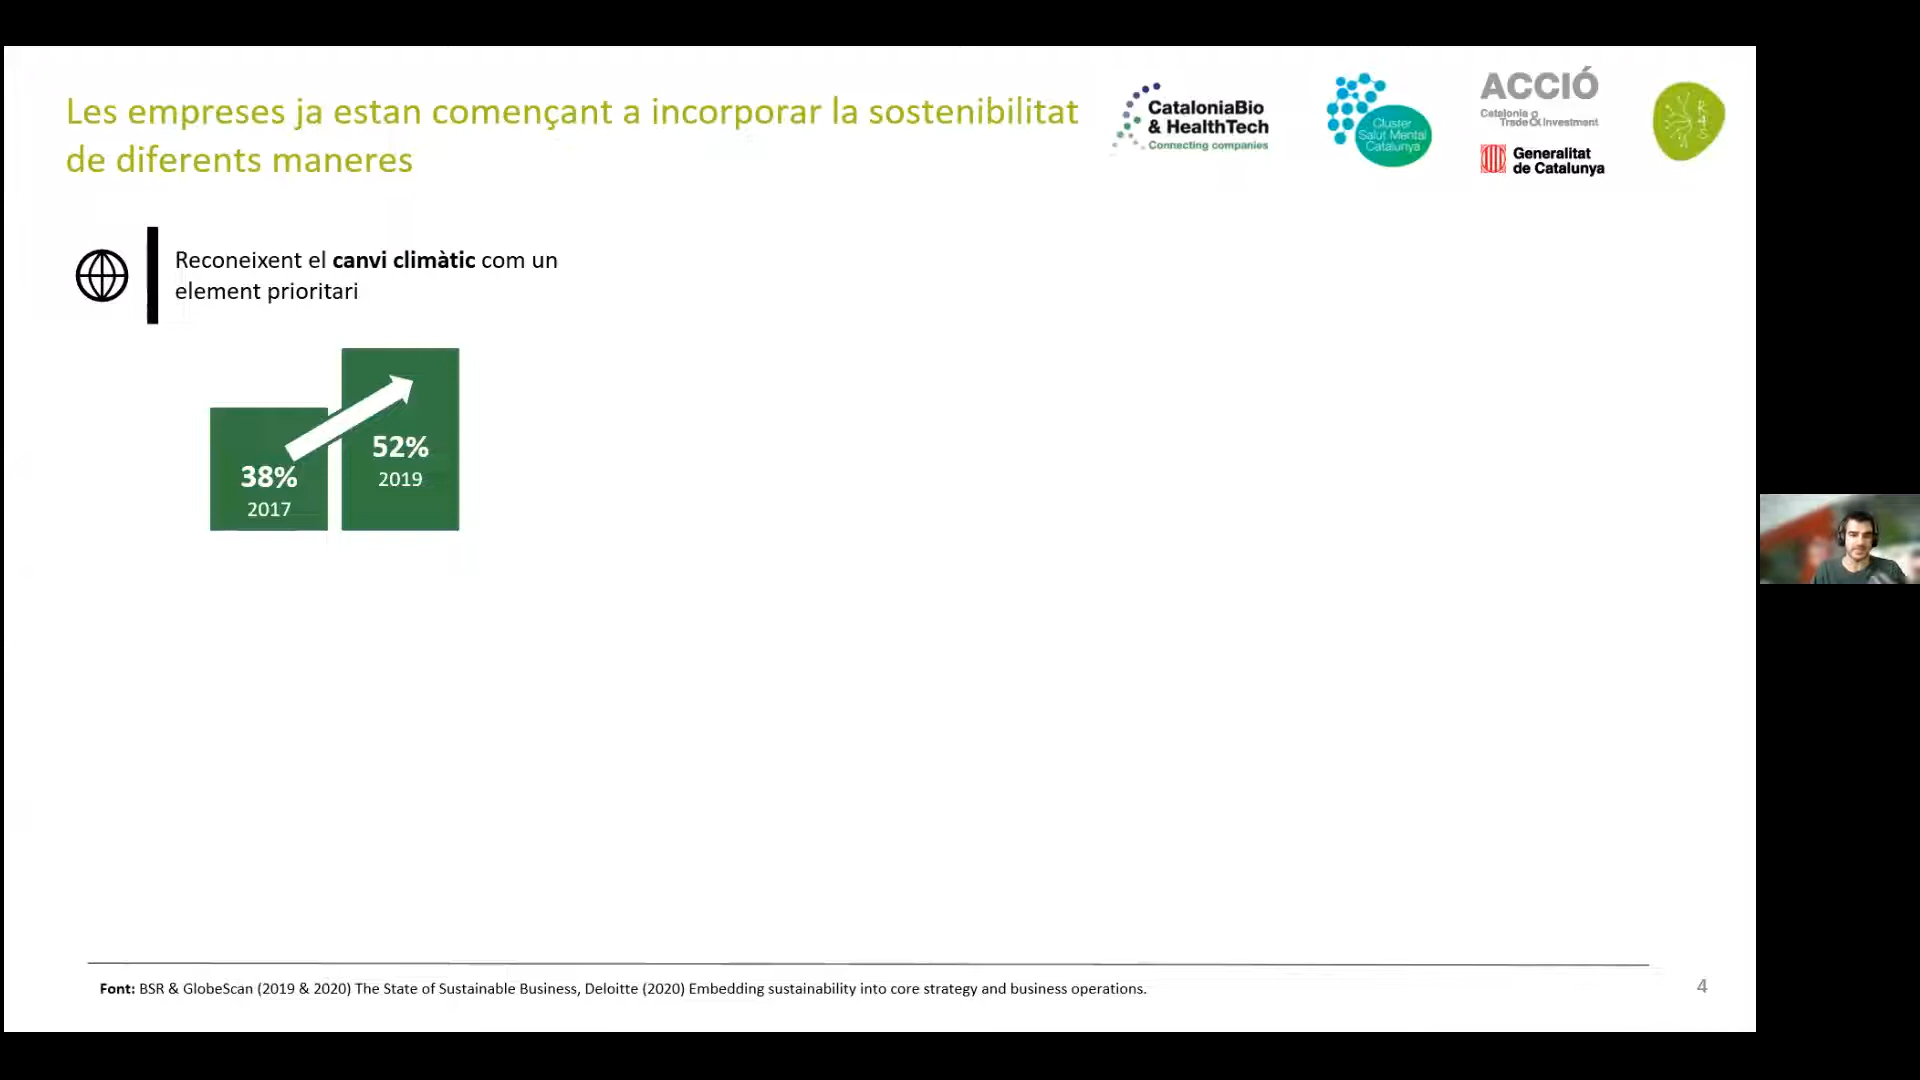 Les empreses ja estan començant a incorporar la sostenibilitat
de diferents maneres
CataloniaBio
& HealthTech
Connecting companies
Cluster
Salut Mental
Catalunya
ACCIÓ
Catalonia
Trade & Investment
Generalitat
de Catalunya
Reconeixent el canvi climàtic com un
element prioritari
52%
2019
38%
2017
Font: BSR & GlobeScan (2019 & 2020) The State of Sustainable Business, Deloitte (2020) Embedding sustainability into core strategy and business operations.
4